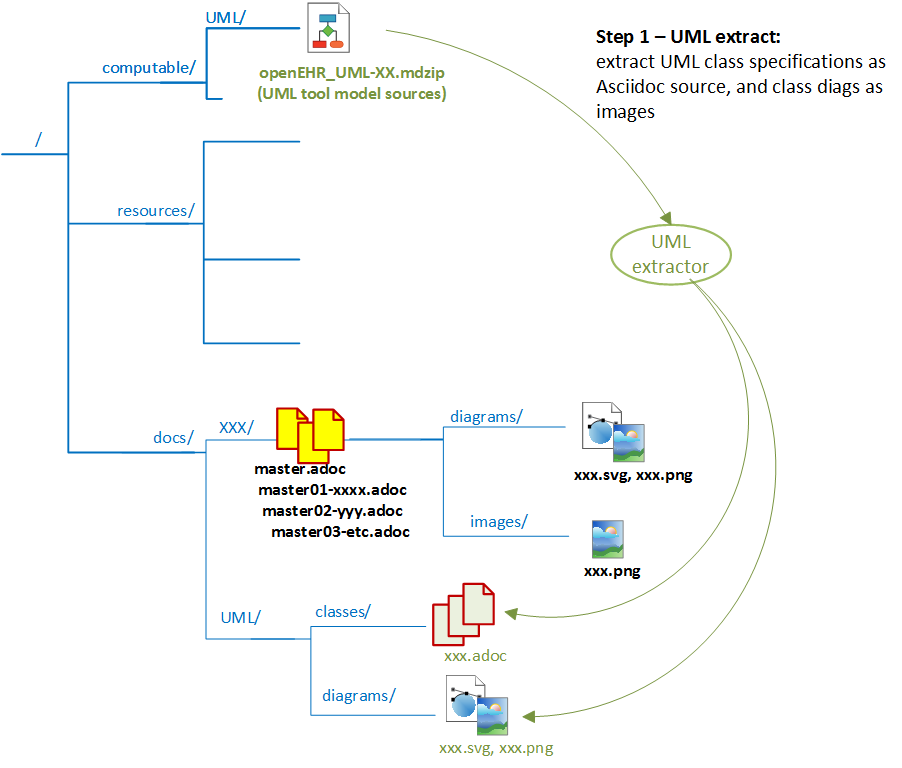 UML/
computable/
openEHR_UML-XX.mdzip
(UML tool model sources)
Step 1 – UML extract:
extract UML class specifications as
Asciidoc source, and class diags as
images
/
resources/
UML
extractor
docs/
XXX/
master.adoc
master01-xxxx.adoc
master02-yyy.adoc
master03-etc.adoc
diagrams/
xxx.svg, xxx.png
images/
xxx.png
UML/
classes/
xxx.adoc
diagrams/
xxx.svg, xxx.png